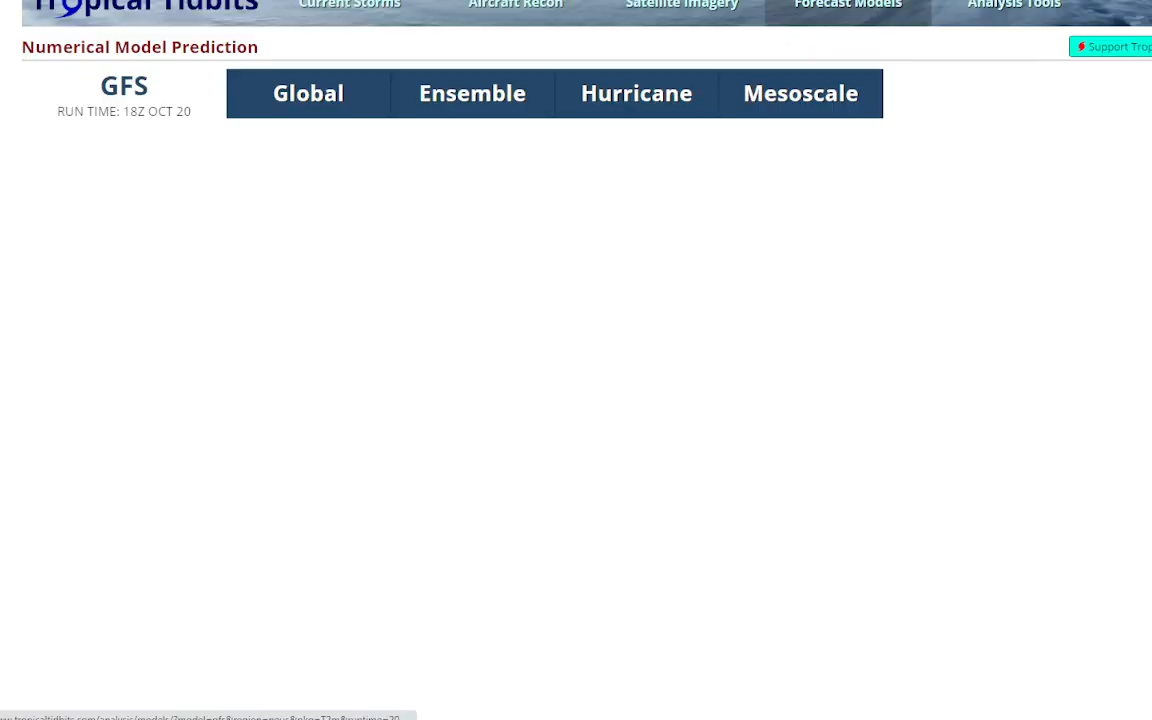 Tropical Tidbits
Current Storms
Aircraft Recon
Satellite Imagery
Forecast Models
Analysis Tools
Numerical Model Prediction
Support Trop
GFS
RUN TIME: 18Z OCT 20
Global
Ensemble
Hurricane
Mesoscale